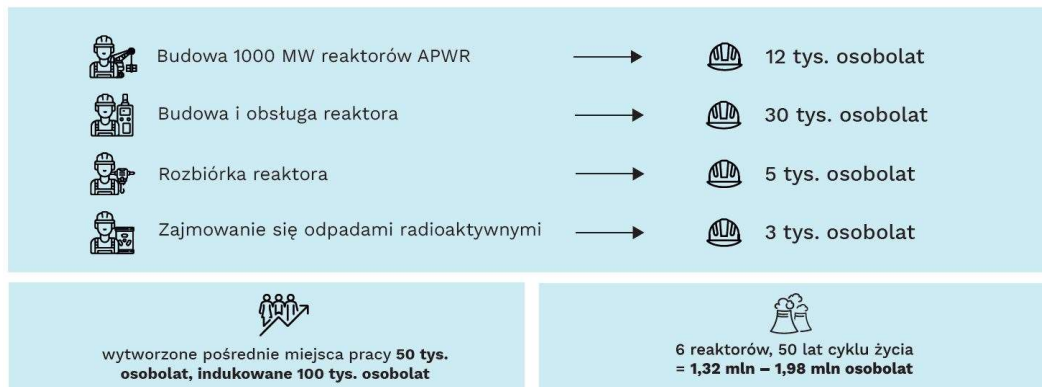 Budowa 1000 MW reaktorów APWR
12 tys. osobolat
Budowa i obsługa reaktora
30 tys. osobolat
Rozbiórka reaktora
5 tys. osobolat
Zajmowanie się odpadami radioaktywnymi
3 tys. osobolat
wytworzone pośrednie miejsca pracy 50 tys.
osobolat, indukowane 100 tys. osobolat
6 reaktorów, 50 lat cyklu życia
= 1,32 mln – 1,98 mln osobolat